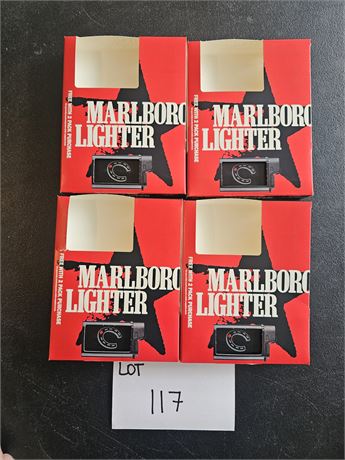 FREE WITH 2 PACK PURCHASE
MARLBORO
LIGHTER
FREE WITH 2 PACK PURCHASE
MARLBORO
LIGHTER
FREE WITH 2 PACK PURCHASE
MARLBORO
LIGHTER
FREE WITH 2 PACK PURCHASE
MARLBORO
LIGHTER
LOT
117